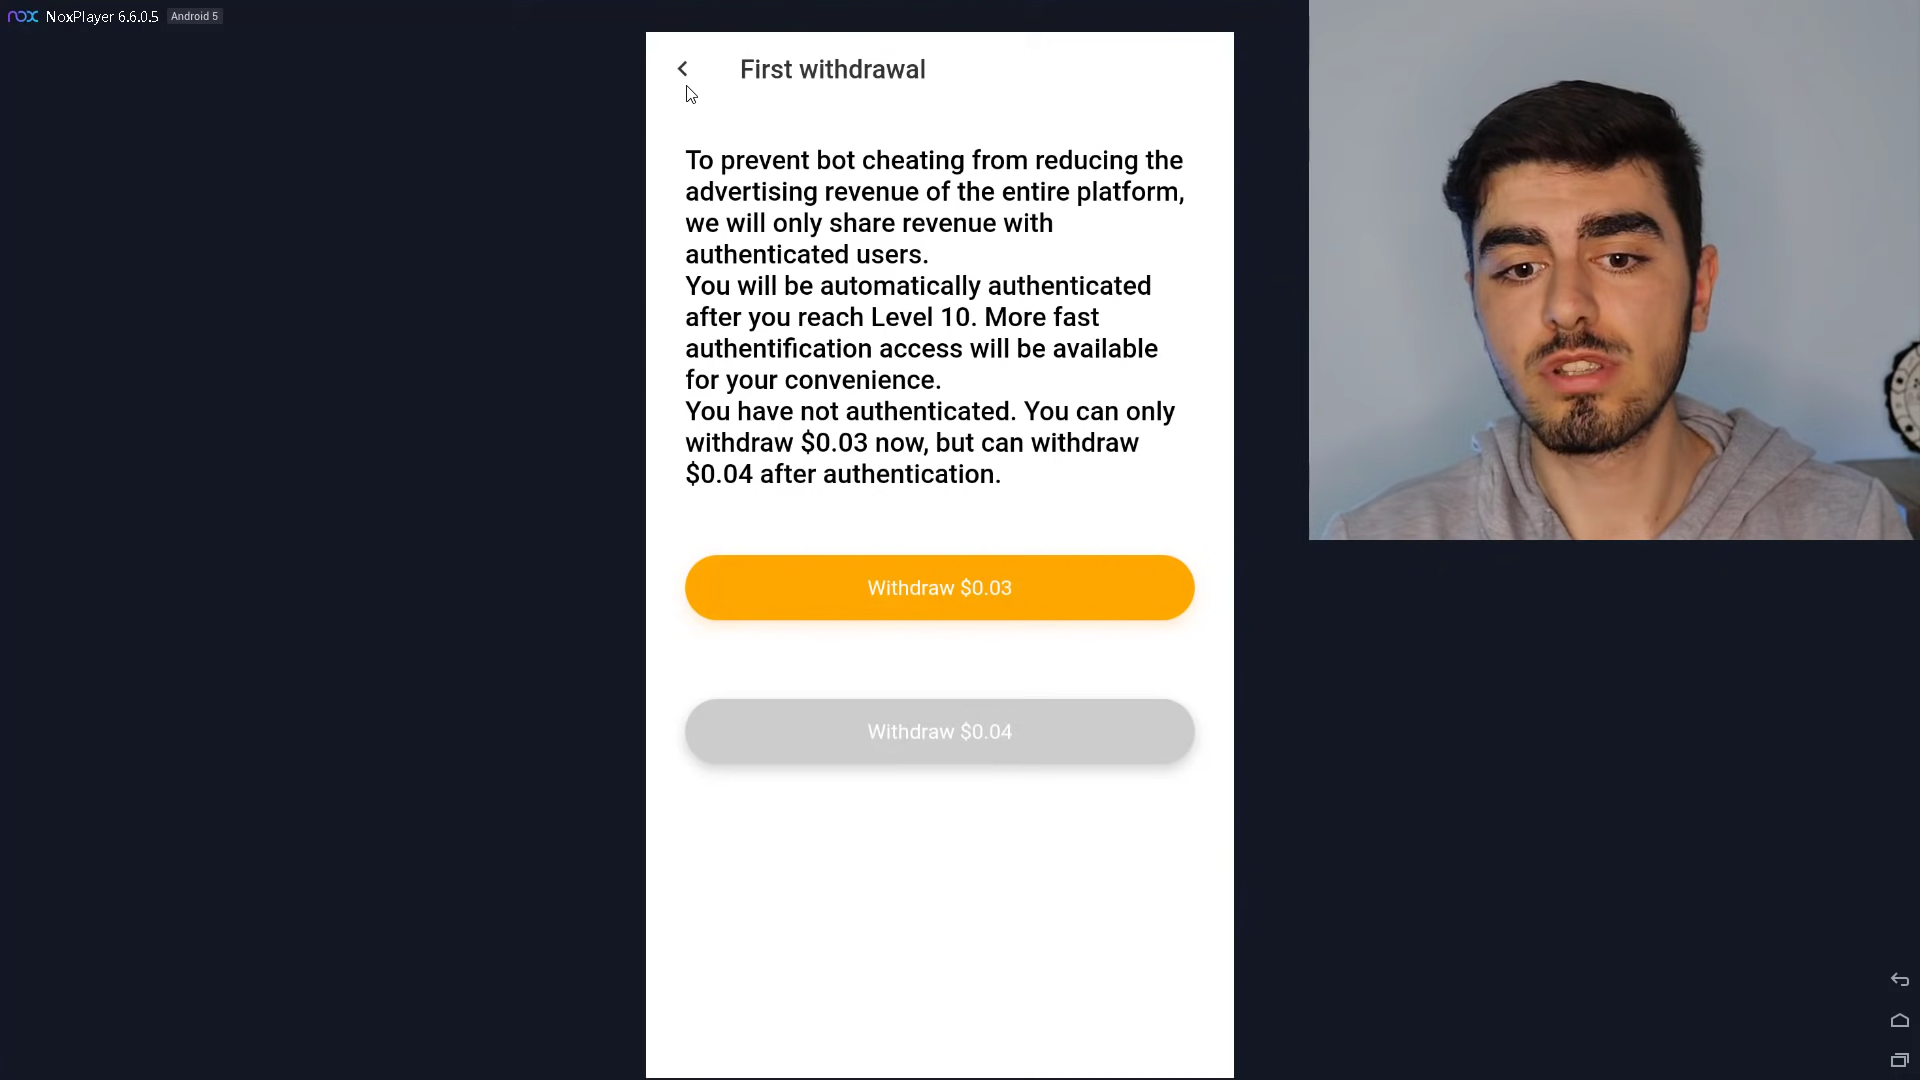 nox NoxPlayer 6.6.0.5 Android 5
First withdrawal
To prevent bot cheating from reducing the
advertising revenue of the entire platform,
we will only share revenue with
authenticated users.
You will be automatically authenticated
after you reach Level 10. More fast
authentification access will be available
for your convenience.
You have not authenticated. You can only
withdraw $0.03 now, but can withdraw
$0.04 after authentication.
Withdraw $0.03
Withdraw $0.04